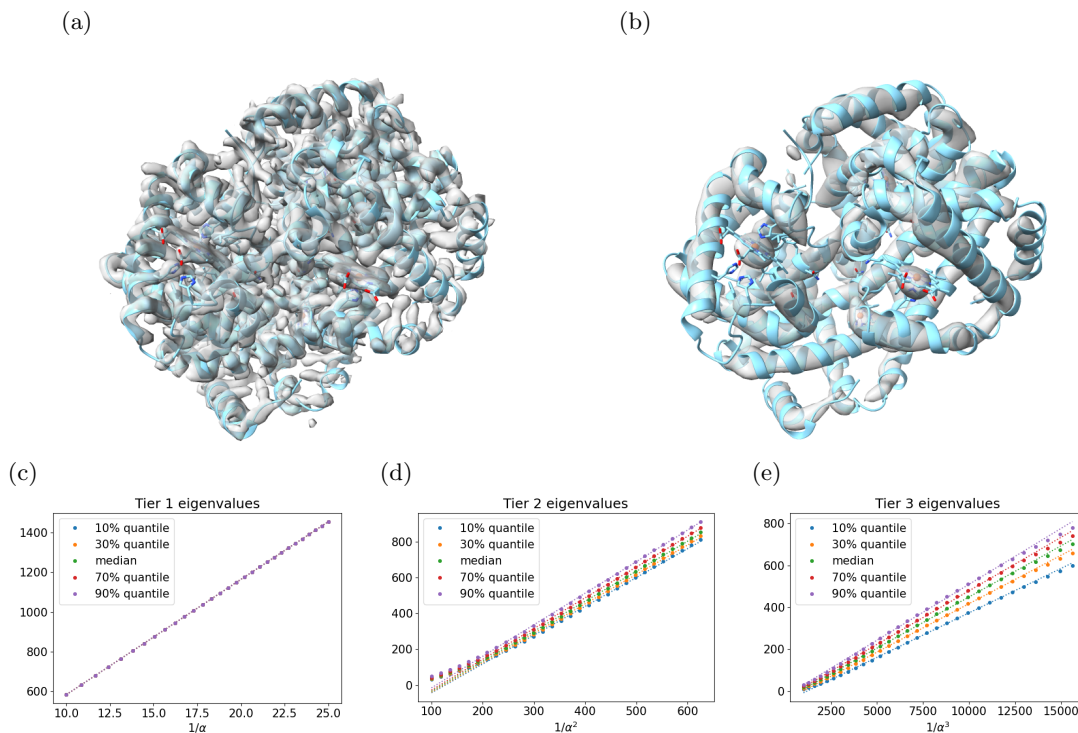 (a)
(b)
(c)
Tier 1 eigenvalues
10% quantile
30% quantile
median
70% quantile
90% quantile
1400
1200
1000
800
600
10.0 12.5 15.0 17.5 20.0 22.5 25.0
1/α
(d)
Tier 2 eigenvalues
10% quantile
30% quantile
median
70% quantile
90% quantile
800
600
400
200
0
100 200 300 400 500 600
1/α²
(e)
Tier 3 eigenvalues
10% quantile
30% quantile
median
70% quantile
90% quantile
800
600
400
200
0
2500 5000 7500 10000 12500 15000
1/α³